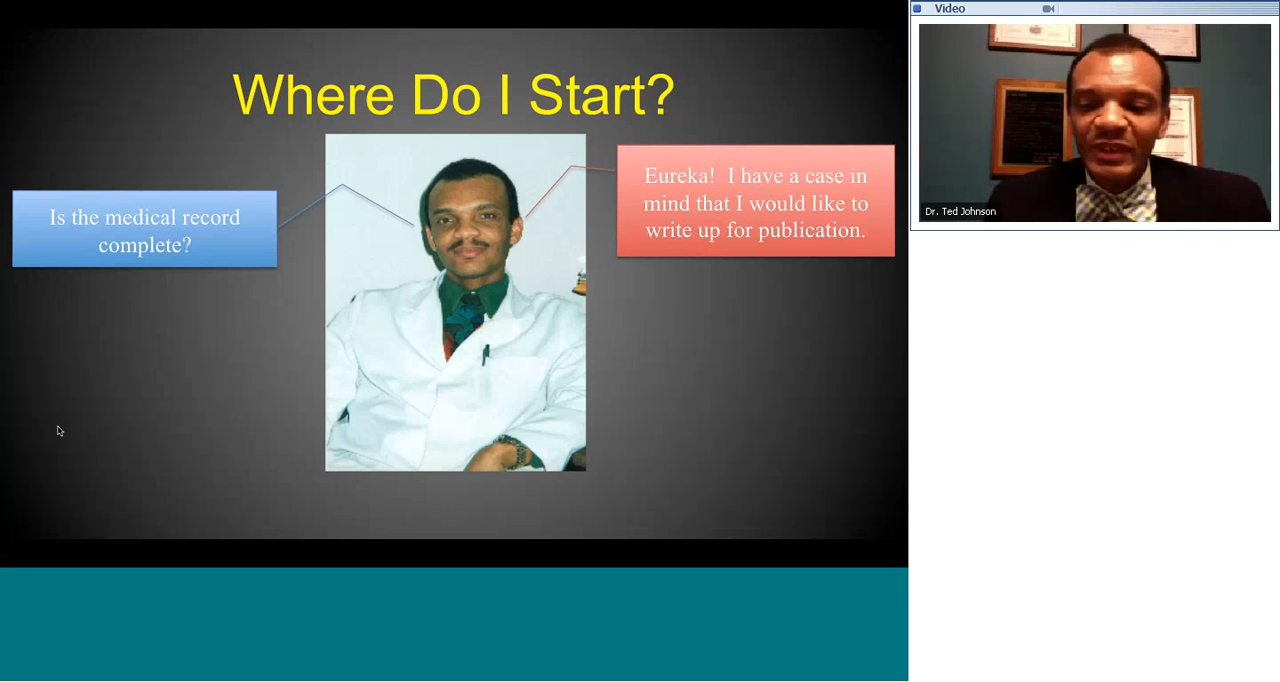 Where Do I Start?
Is the medical record
complete?
Eureka!  I have a case in
mind that I would like to
write up for publication.
Video
Dr. Ted Johnson